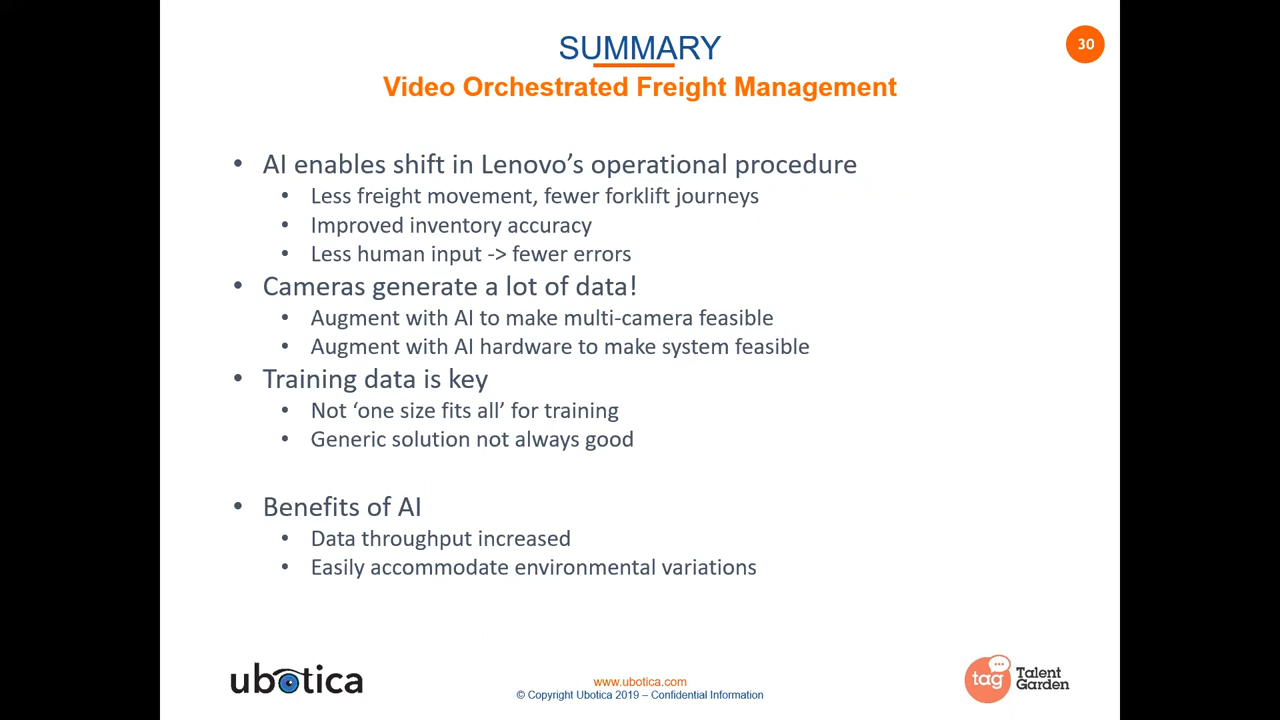 SUMMARY
30
Video Orchestrated Freight Management
• AI enables shift in Lenovo’s operational procedure
• Less freight movement, fewer forklift journeys
• Improved inventory accuracy
• Less human input -> fewer errors
• Cameras generate a lot of data!
• Augment with AI to make multi-camera feasible
• Augment with AI hardware to make system feasible
• Training data is key
• Not ‘one size fits all’ for training
• Generic solution not always good
• Benefits of AI
• Data throughput increased
• Easily accommodate environmental variations
ubotica
www.ubotica.com
© Copyright Ubotica 2019 – Confidential Information
tag
Talent
Garden